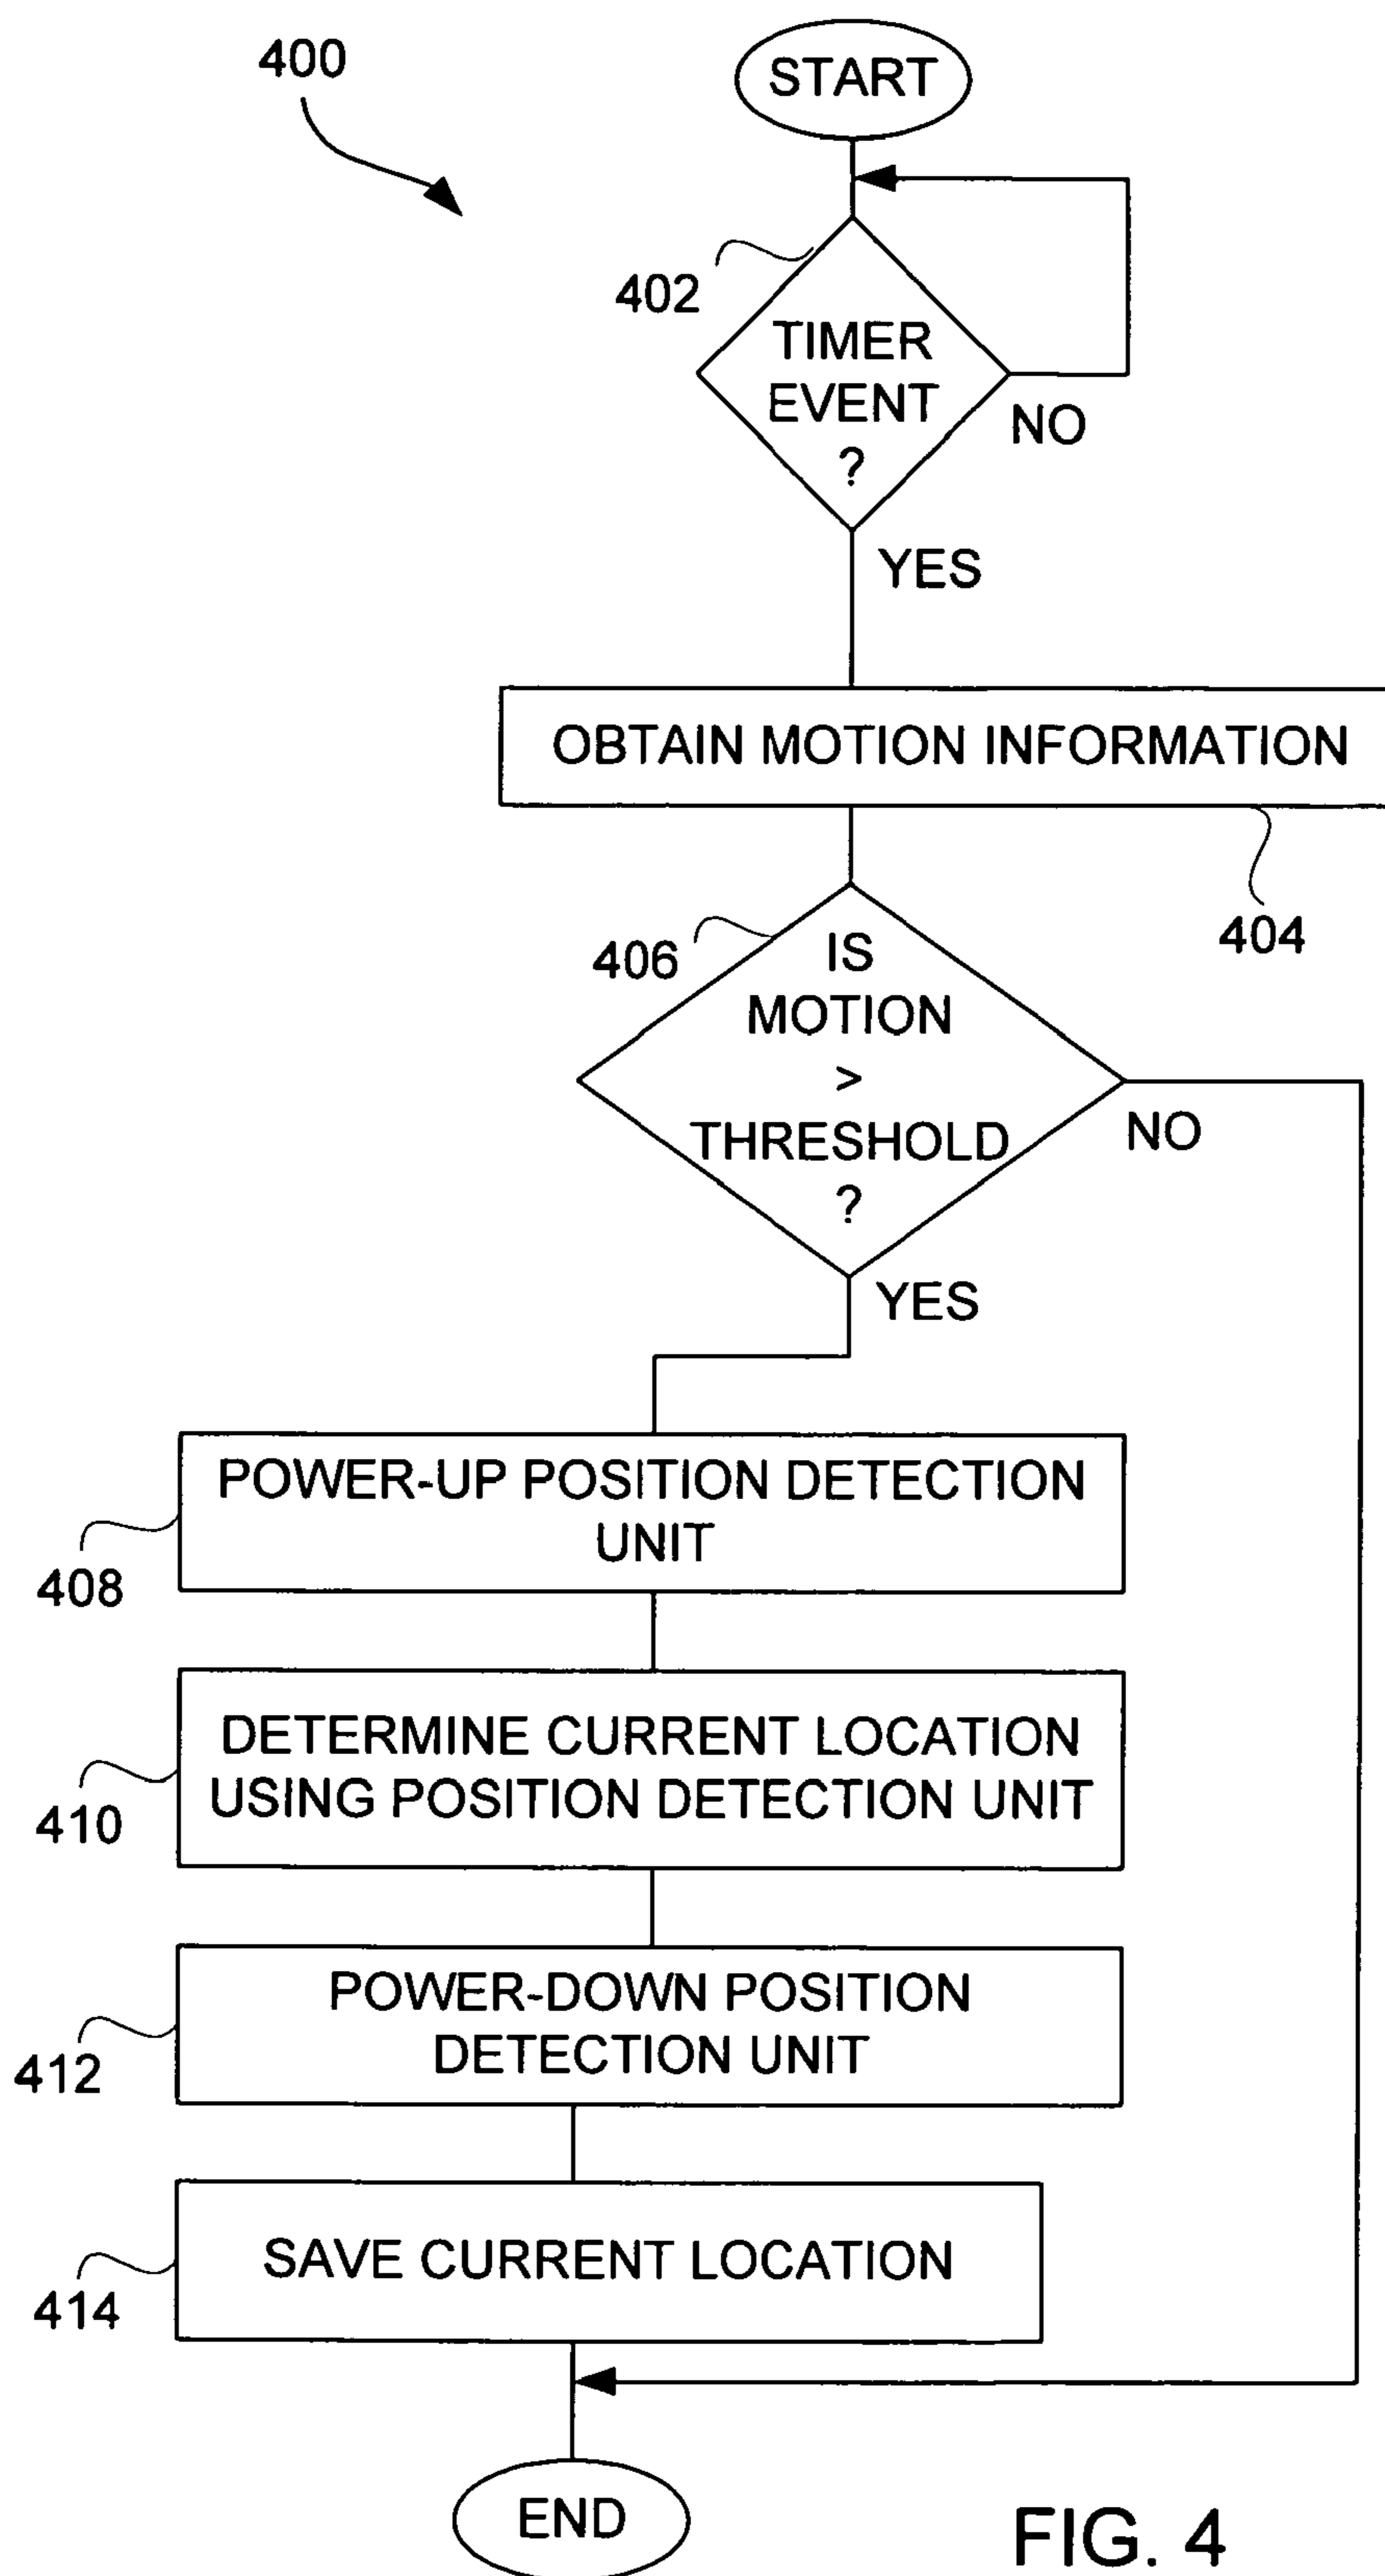 400
START
402
TIMER
EVENT
?
NO
YES
OBTAIN MOTION INFORMATION
404
406
IS
MOTION
>
THRESHOLD
?
NO
YES
POWER-UP POSITION DETECTION
UNIT
408
DETERMINE CURRENT LOCATION
USING POSITION DETECTION UNIT
410
POWER-DOWN POSITION
DETECTION UNIT
412
SAVE CURRENT LOCATION
414
END
FIG. 4